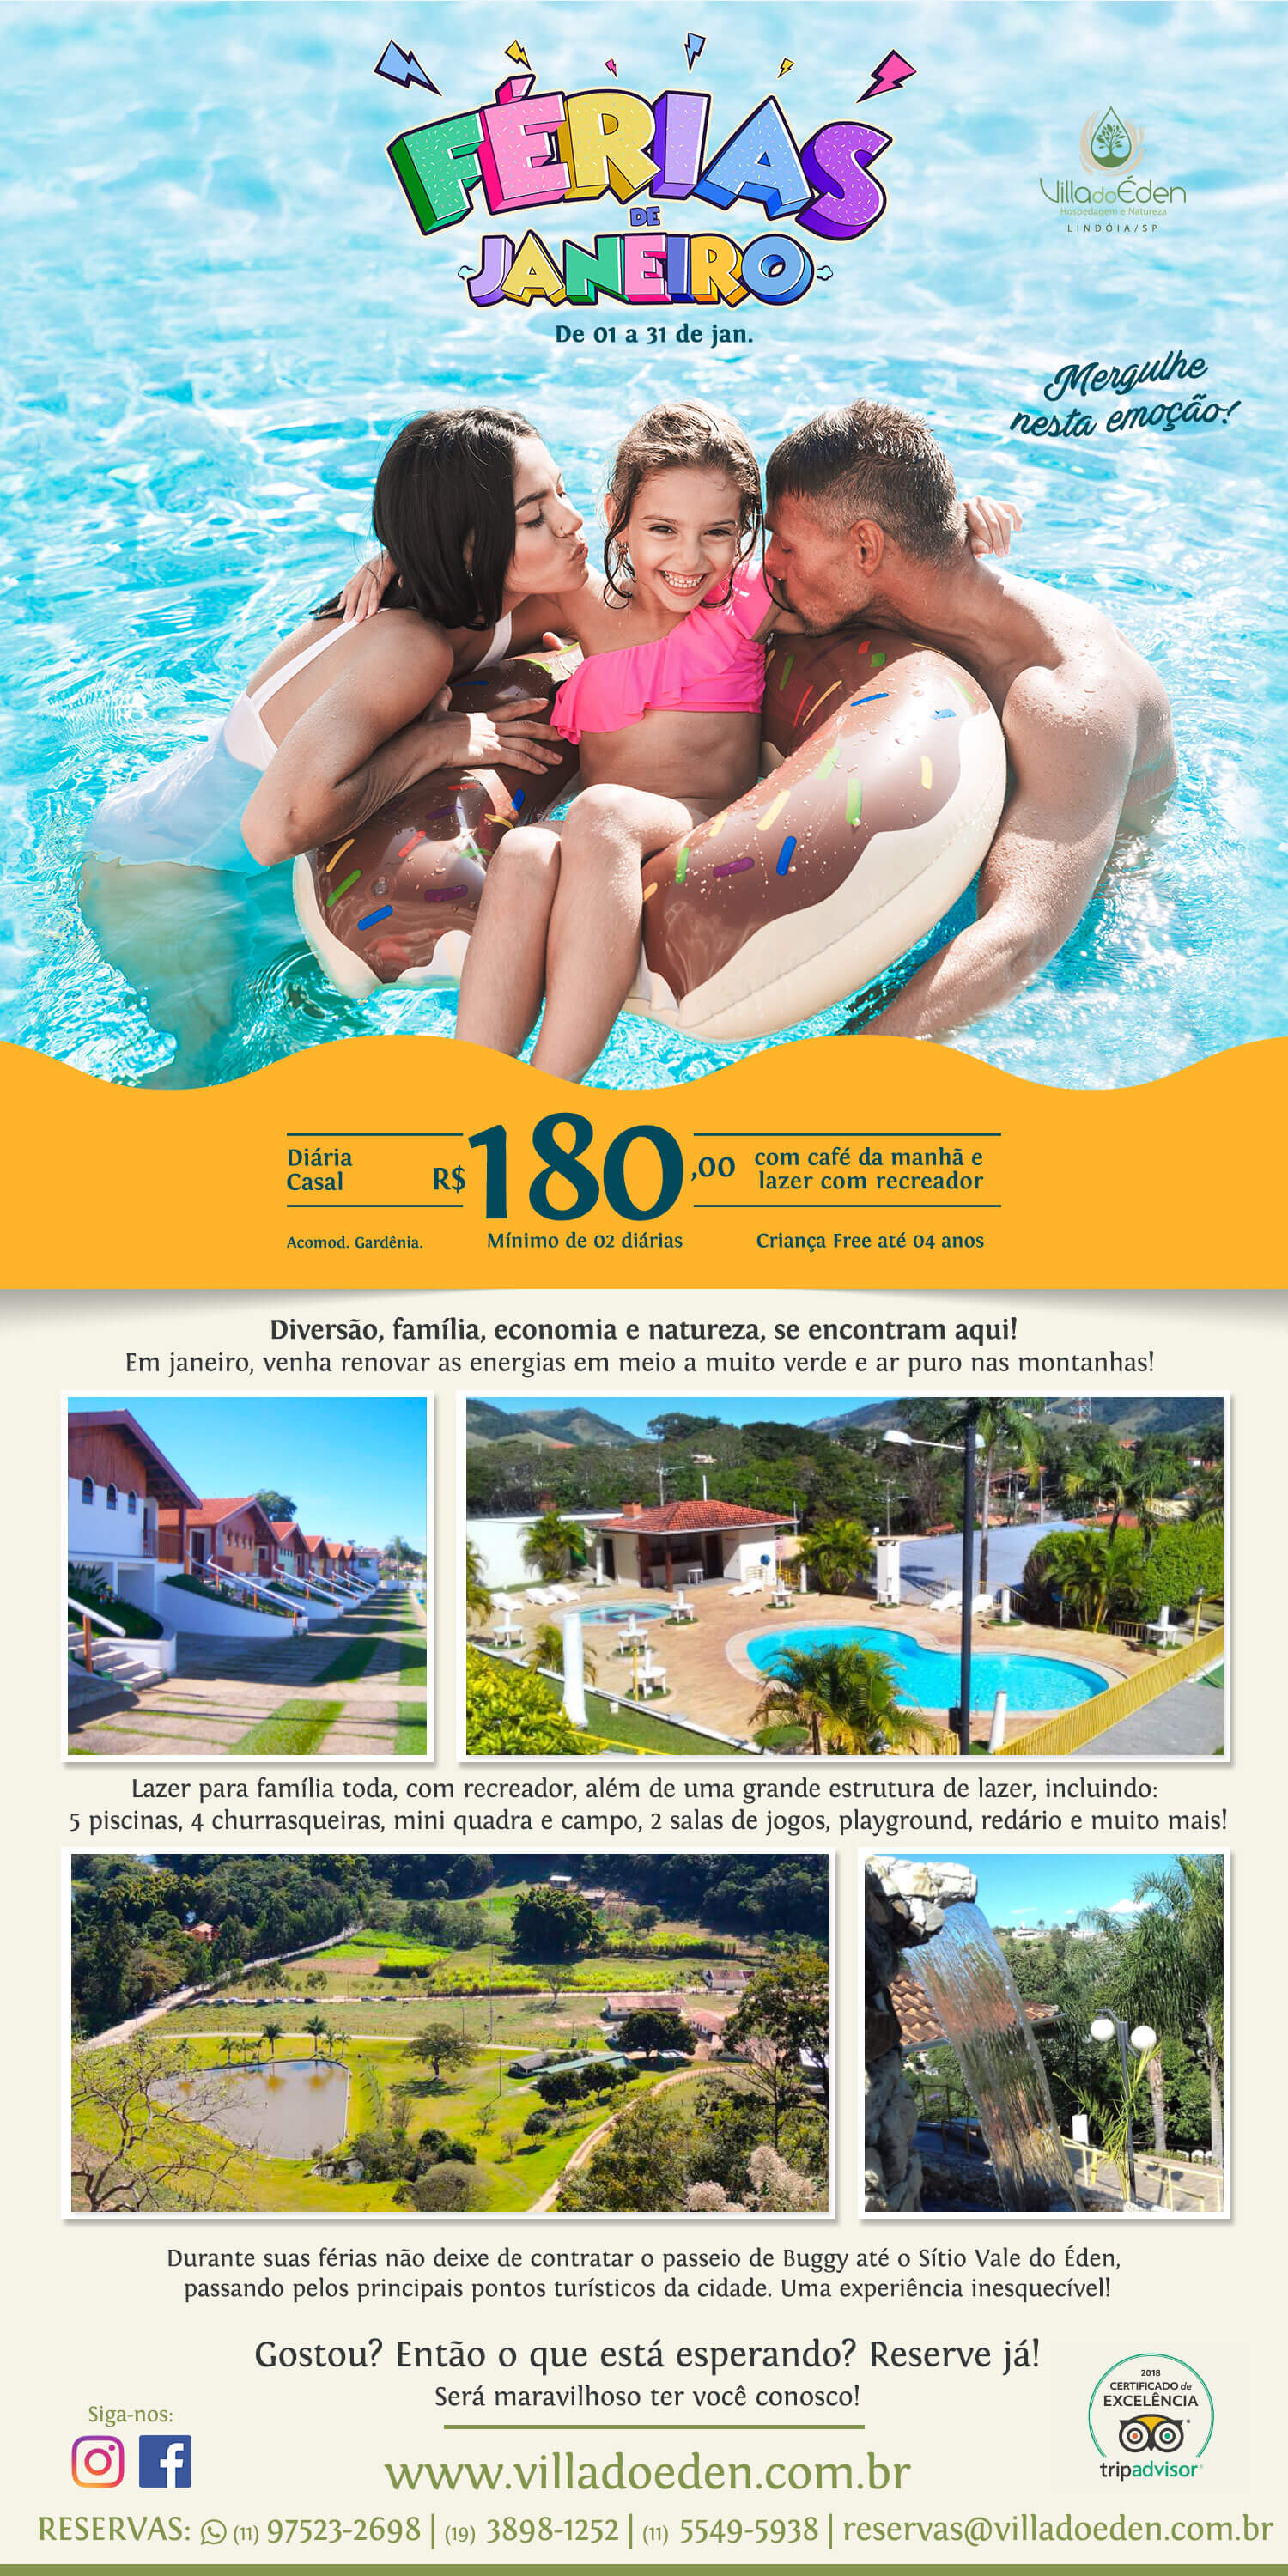 FÉRIAS
DE
JANEIRO
De 01 a 31 de jan.
Villa do Éden
Hospedagem e Natureza
LINDÓIA/SP
Mergulhe
nesta emoção!
Diária
Casal
R$ 180,00
com café da manhã e
lazer com recreador
Acomod. Gardênia.
Mínimo de 02 diárias
Criança Free até 04 anos
Diversão, família, economia e natureza, se encontram aqui!
Em janeiro, venha renovar as energias em meio a muito verde e ar puro nas montanhas!
Lazer para família toda, com recreador, além de uma grande estrutura de lazer, incluindo:
5 piscinas, 4 churrasqueiras, mini quadra e campo, 2 salas de jogos, playground, redário e muito mais!
Durante suas férias não deixe de contratar o passeio de Buggy até o Sítio Vale do Éden,
passando pelos principais pontos turísticos da cidade. Uma experiência inesquecível!
Gostou? Então o que está esperando? Reserve já!
Será maravilhoso ter você conosco!
Siga-nos:
www.villadoeden.com.br
2018
CERTIFICADO de
EXCELÊNCIA
tripadvisor
RESERVAS: (11) 97523-2698 | (19) 3898-1252 | (11) 5549-5938 | reservas@villadoeden.com.br